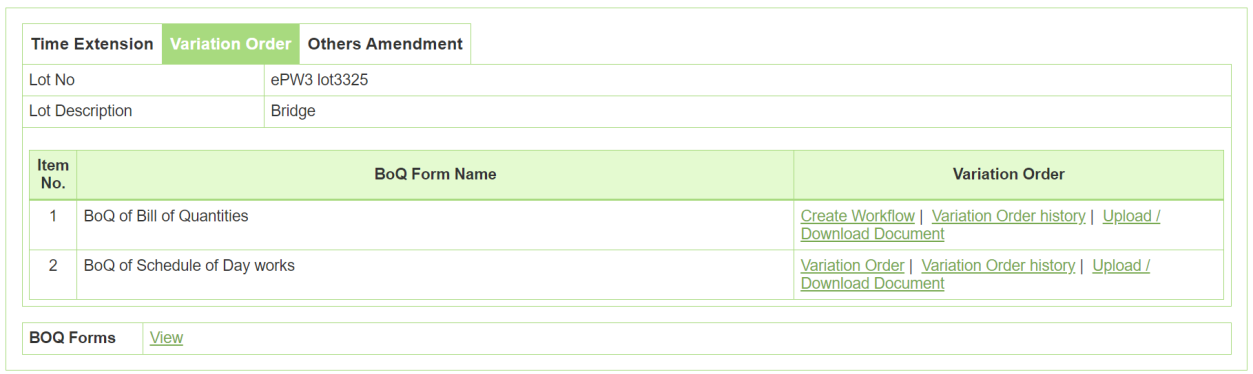 Time Extension Variation Order Others Amendment
Lot No ePW3 lot3325
Lot Description Bridge
Item No. BoQ Form Name Variation Order
1 BoQ of Bill of Quantities Create Workflow | Variation Order history | Upload /
Download Document
2 BoQ of Schedule of Day works Variation Order | Variation Order history | Upload /
Download Document
BOQ Forms View